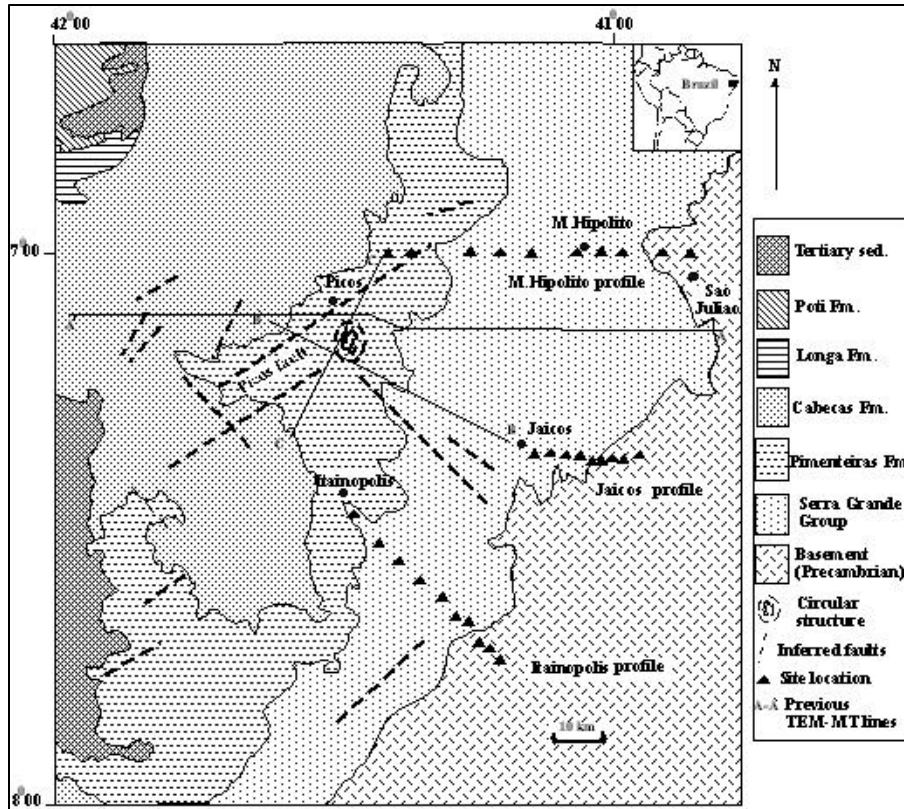 42°00
41°00
Brazil
N
M.Hipolito
7°00
Picos
M.Hipolito profile
Sao
Juliao
A
B
Picos fault
C
B
Jaicos
Itainopolis
Jaicos profile
Itainopolis profile
10 km
8°00
Tertiary sed.
Poti Fm.
Longa Fm.
Cabecas Fm.
Pimenteiras Fm
Serra Grande
Group
Basement
(Precambrian)
Circular
structure
Inferred faults
Site location
A-A Previous
TEM-MT lines